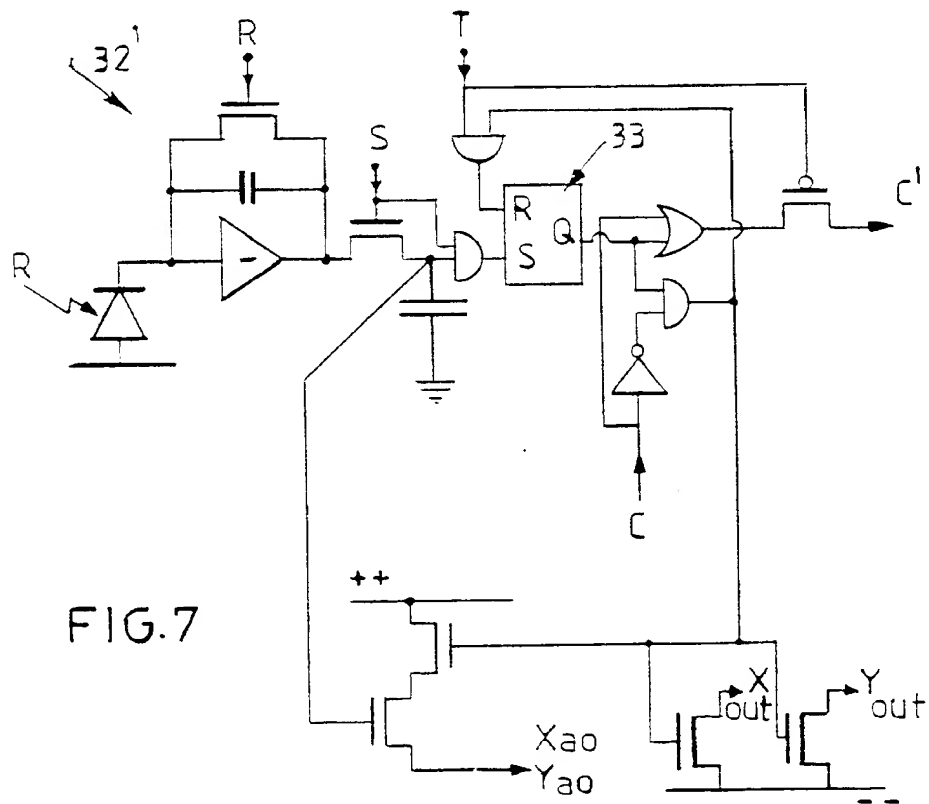 R
T
32'
S
33
R
Q
S
C'
R
C
++
FIG.7
X out
Y out
Xao
Yao
--